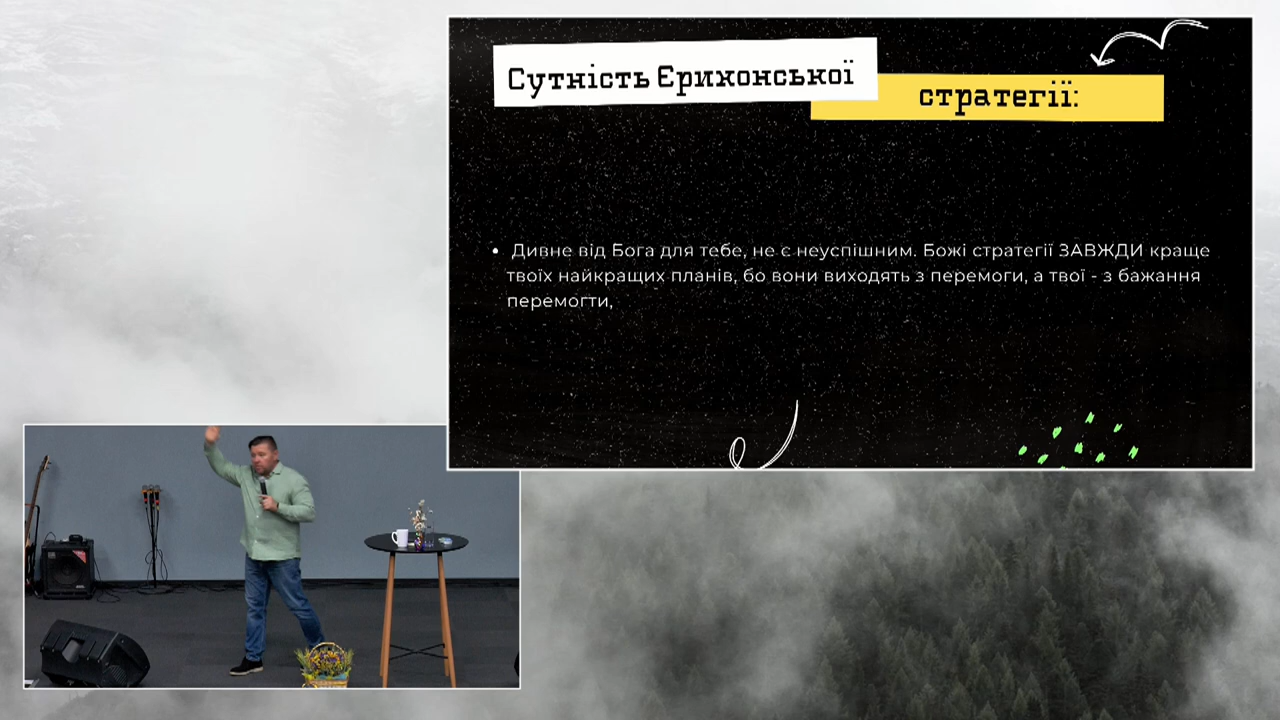 Сутність Єрихонської
стратегії:
• Дивне від Бога для тебе, не є неуспішним. Божі стратегії ЗАВЖДИ краще
твоїх найкращих планів, бо вони виходять з перемоги, а твої - з бажання
перемогти,